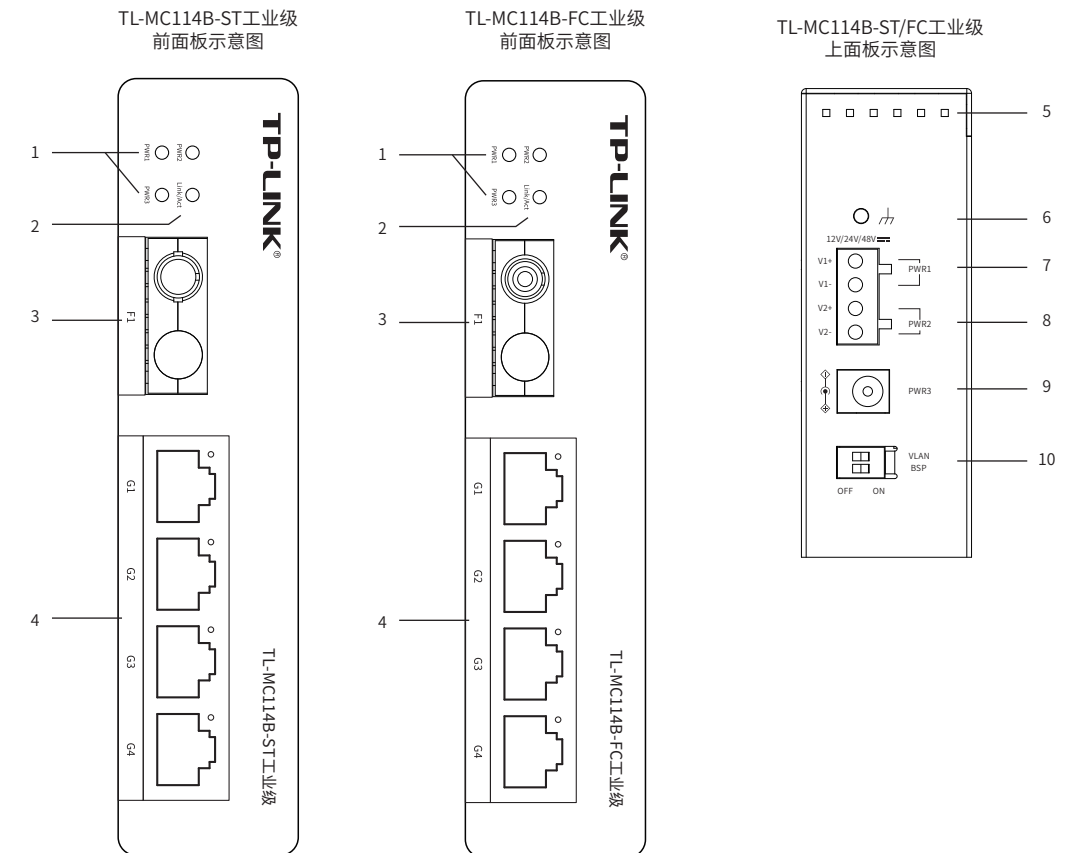 TL-MC114B-ST工业级
前面板示意图
1
2
3
4
PWR1
PWR2
PWR3
Link/Act
TP-LINK®
F1
G1
G2
G3
G4
TL-MC114B-ST工业级
TL-MC114B-FC工业级
前面板示意图
1
2
3
4
PWR1
PWR2
PWR3
Link/Act
TP-LINK®
F1
G1
G2
G3
G4
TL-MC114B-FC工业级
TL-MC114B-ST/FC工业级
上面板示意图
5
6
12V/24V/48V
V1+
V1-
PWR1
7
V2+
V2-
PWR2
8
PWR3
9
VLAN
BSP
10
OFF ON